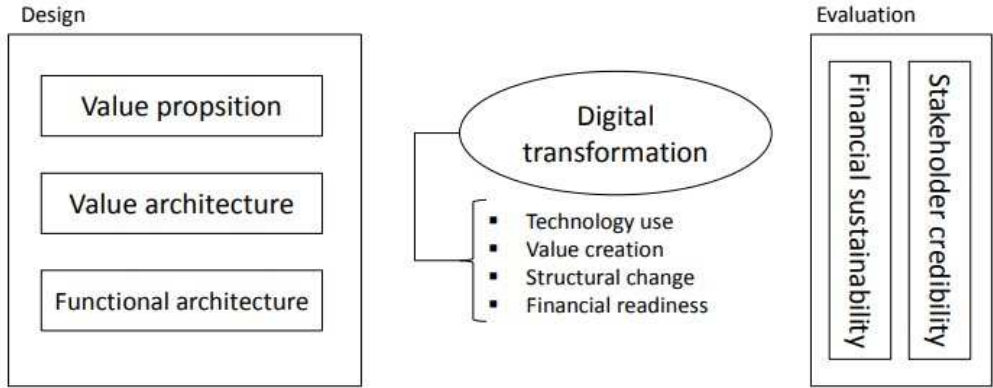 Design
Value propsition
Value architecture
Functional architecture
Digital
transformation
▪ Technology use
▪ Value creation
▪ Structural change
▪ Financial readiness
Evaluation
Financial sustainability
Stakeholder credibility